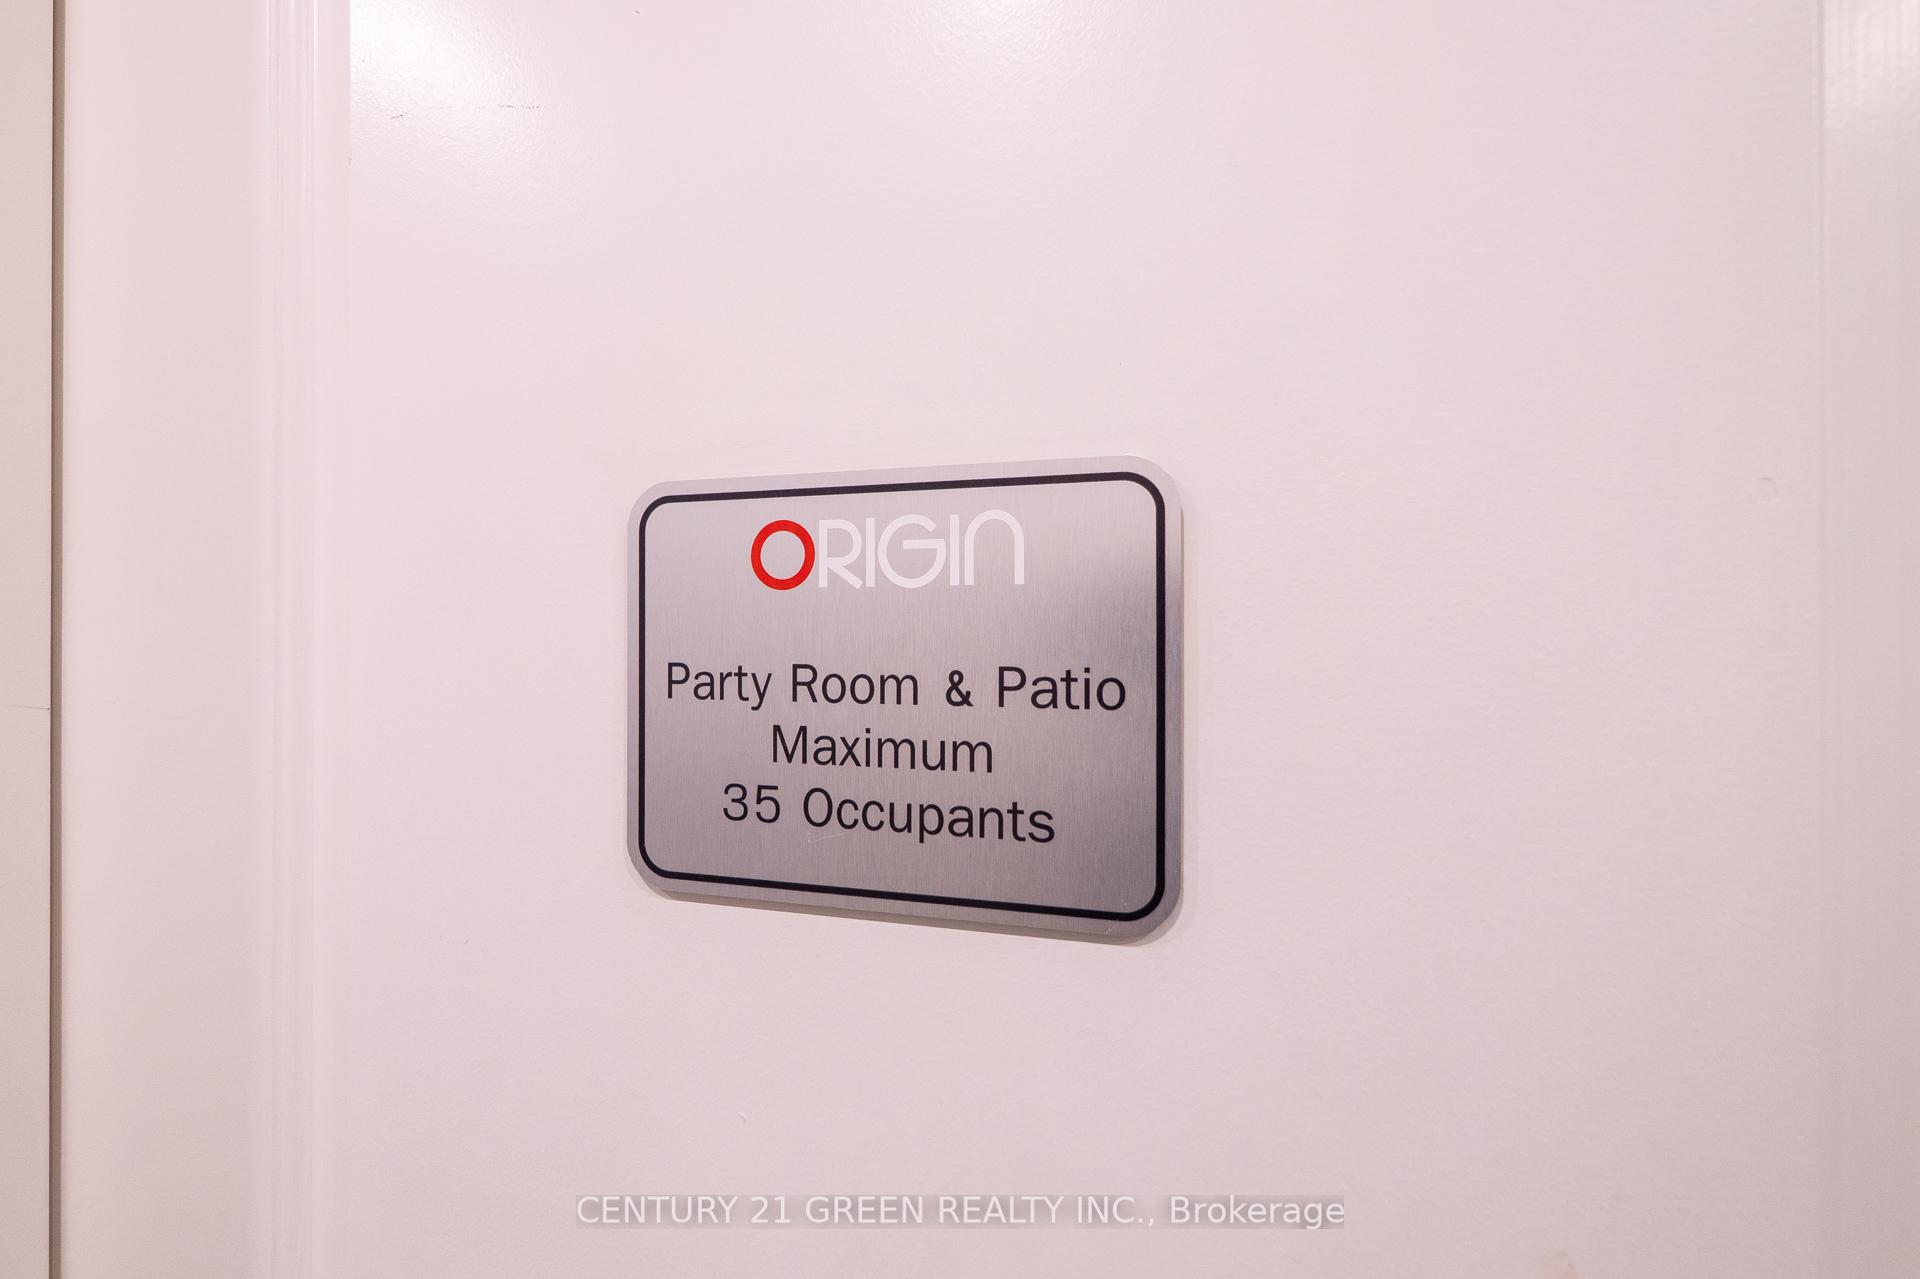 ORIGIN
Party Room & Patio
Maximum
35 Occupants
CENTURY 21 GREEN REALTY INC., Brokerage